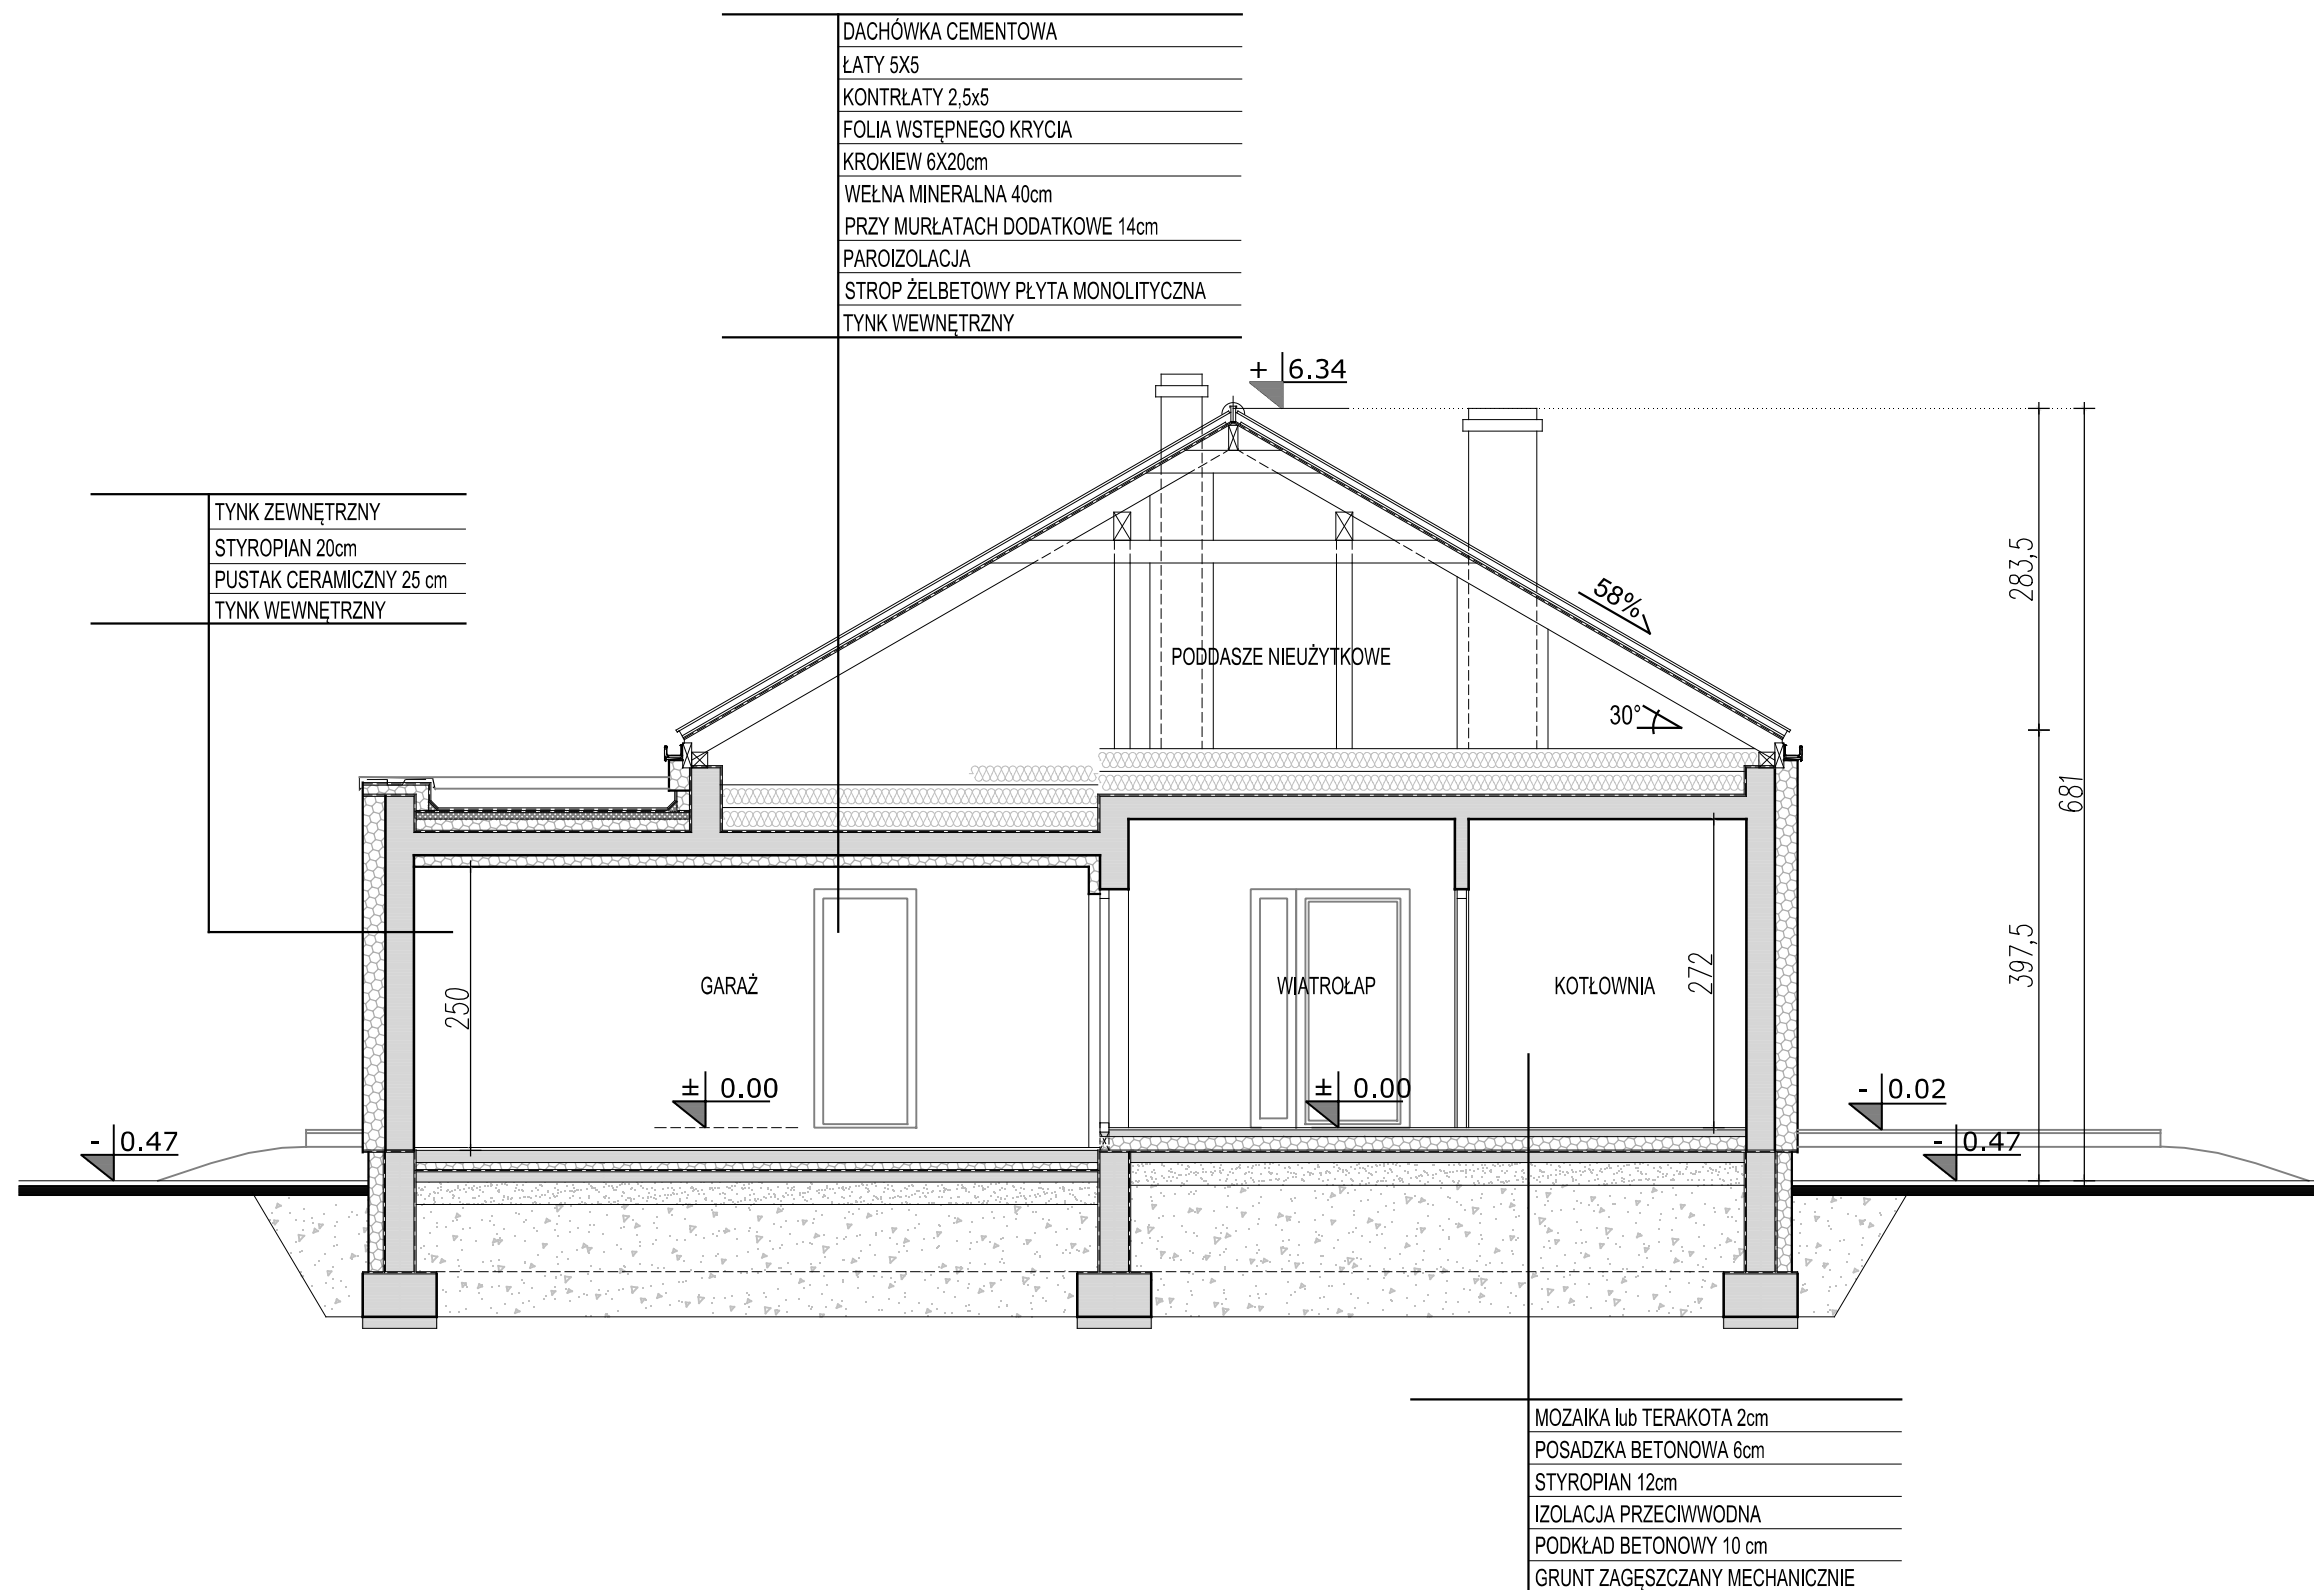 DACHÓWKA CEMENTOWA
ŁATY 5X5
KONTRŁATY 2,5x5
FOLIA WSTĘPNEGO KRYCIA
KROKIEW 6X20cm
WEŁNA MINERALNA 40cm
PRZY MURŁATACH DODATKOWE 14cm
PAROIZOLACJA
STROP ŻELBETOWY PŁYTA MONOLITYCZNA
TYNK WEWNĘTRZNY
+ 6.34
TYNK ZEWNĘTRZNY
STYROPIAN 20cm
PUSTAK CERAMICZNY 25 cm
TYNK WEWNĘTRZNY
283,5
58%
PODDASZE NIEUŻYTKOWE
30°
681
397,5
GARAŻ
WIATROŁAP
KOTŁOWNIA
272
250
± 0.00
± 0.00
- 0.02
- 0.47
- 0.47
MOZAIKA lub TERAKOTA 2cm
POSADZKA BETONOWA 6cm
STYROPIAN 12cm
IZOLACJA PRZECIWWODNA
PODKŁAD BETONOWY 10 cm
GRUNT ZAGĘSZCZANY MECHANICZNIE